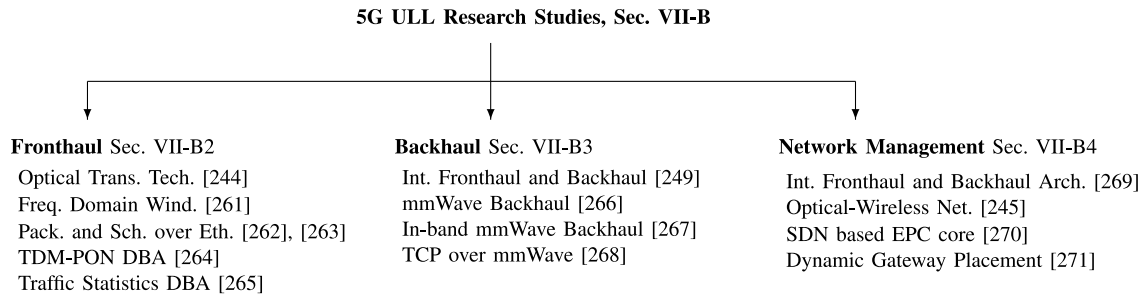 5G ULL Research Studies, Sec. VII-B
Fronthaul Sec. VII-B2
Optical Trans. Tech. [244]
Freq. Domain Wind. [261]
Pack. and Sch. over Eth. [262], [263]
TDM-PON DBA [264]
Traffic Statistics DBA [265]
Backhaul Sec. VII-B3
Int. Fronthaul and Backhaul [249]
mmWave Backhaul [266]
In-band mmWave Backhaul [267]
TCP over mmWave [268]
Network Management Sec. VII-B4
Int. Fronthaul and Backhaul Arch. [269]
Optical-Wireless Net. [245]
SDN based EPC core [270]
Dynamic Gateway Placement [271]